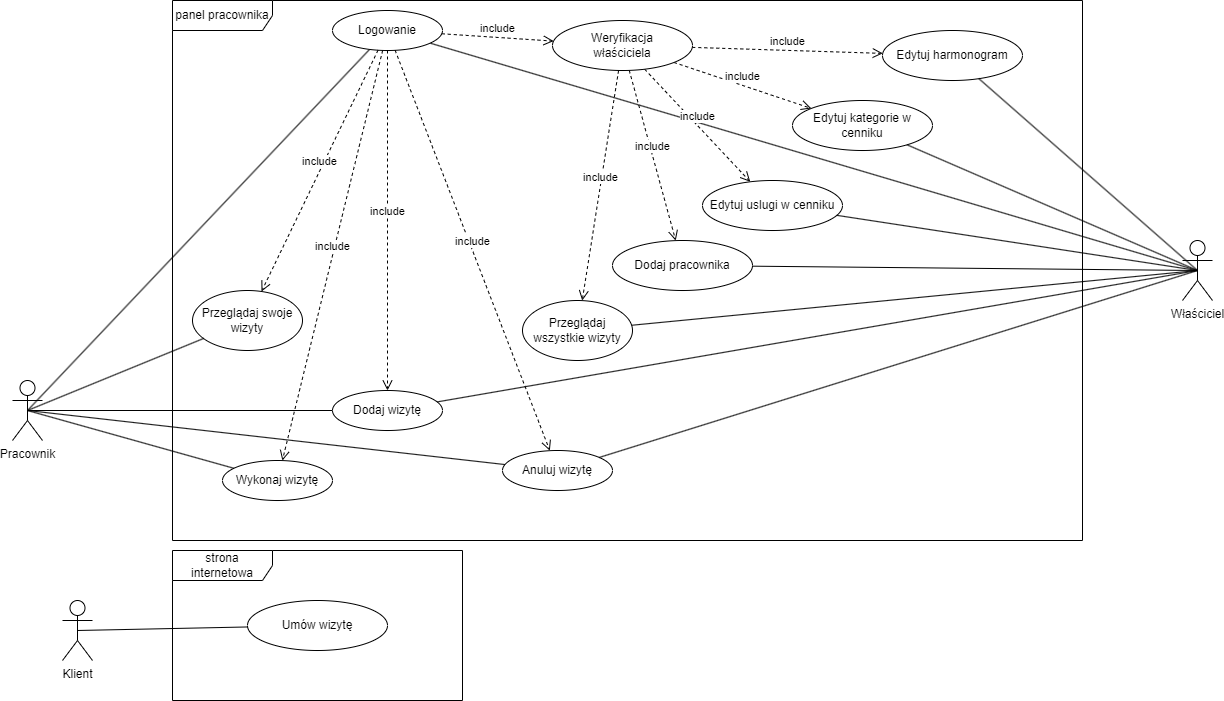 panel pracownika
Logowanie
include
Weryfikacja
właściciela
include
Edytuj harmonogram
include
Edytuj kategorie w
cenniku
include
include
include
include
Edytuj usługi w cenniku
include
include
include
Dodaj pracownika
Przeglądaj swoje
wizyty
Przeglądaj
wszystkie wizyty
Właściciel
Dodaj wizytę
Pracownik
Wykonaj wizytę
Anuluj wizytę
strona
internetowa
Umów wizytę
Klient